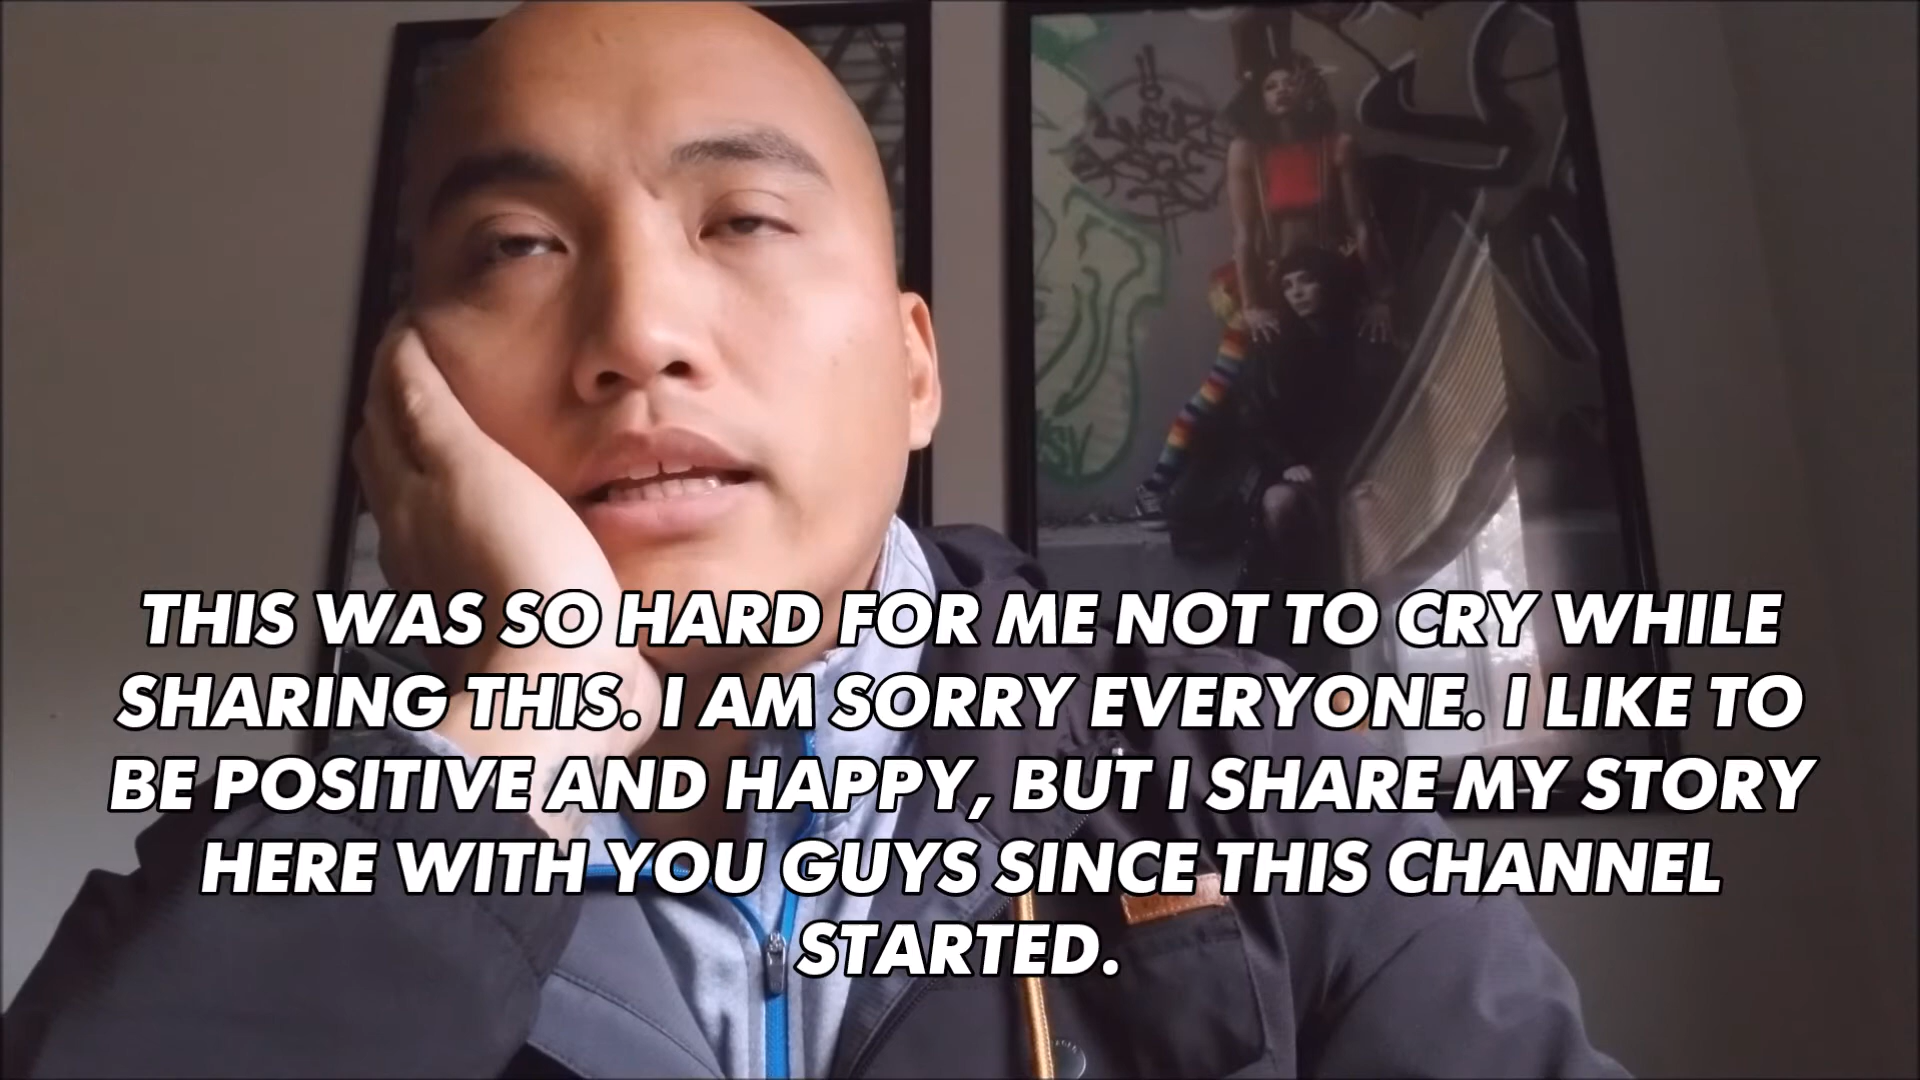 THIS WAS SO HARD FOR ME NOT TO CRY WHILE
SHARING THIS. I AM SORRY EVERYONE. I LIKE TO
BE POSITIVE AND HAPPY, BUT I SHARE MY STORY
HERE WITH YOU GUYS SINCE THIS CHANNEL
STARTED.